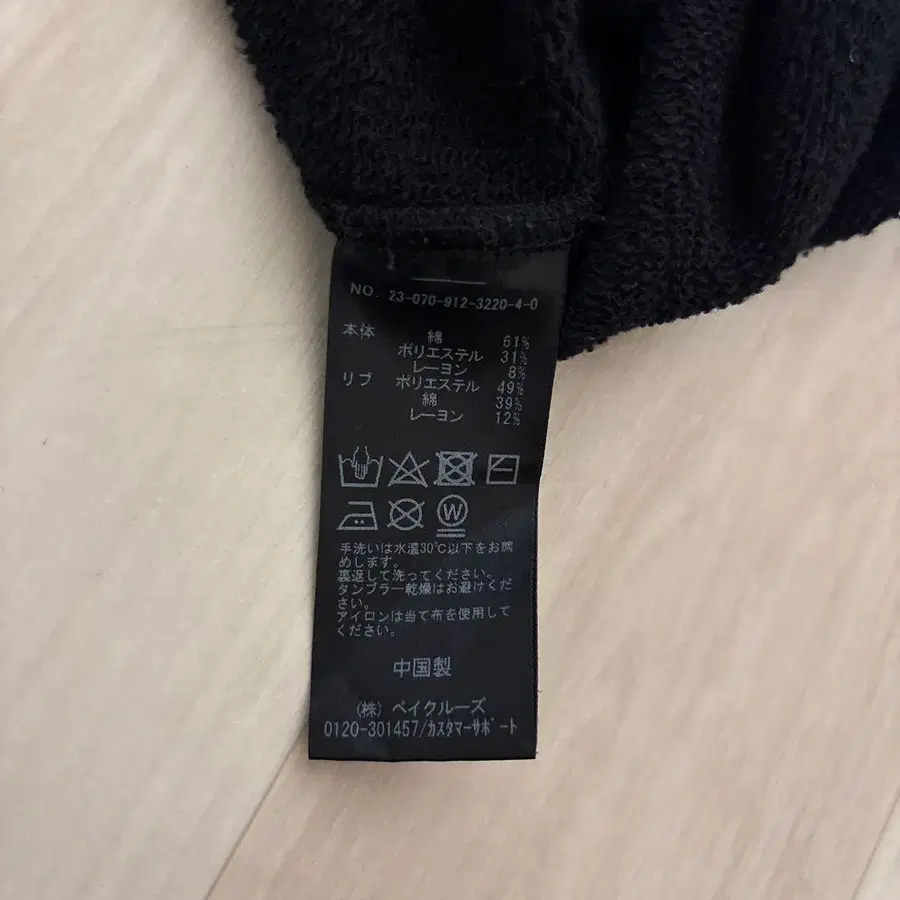 NO. 23-070-912-3220-4-0
本体 綿 61%
ポリエステル 31%
レーヨン 8%
リブ ポリエステル 49%
綿 39%
レーヨン 12%
W
手洗いは水温30℃以下をお薦
めします。
裏返して洗ってください。
タンブラー乾燥はお避けくだ
さい。
アイロンは当て布を使用して
ください。
中国製
(株) ベイクルーズ
0120-301457/カスタマーサポート